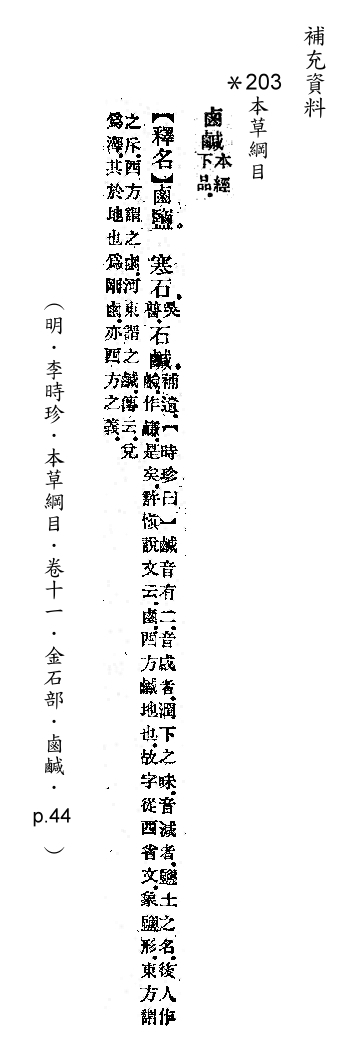 補充資料
＊203本草綱目
鹵鹹本經下品。
【釋名】鹵鹽。寒石吳普。石鹹補遺。【時珍曰】鹹音有二。音咸者。潤下之味。音減者。鹽土之名。後人作
鹼。作鹻。是矣。許慎說文云。鹵。西方鹹地也。故字從西省文。象鹽形。東方謂
之斥。西方謂之鹵。河東謂之鹹。傳云。兌
爲澤。其於地也爲剛鹵。亦西方之義。
（明．李時珍．本草綱目．卷十一．金石部．鹵鹹．p.44）